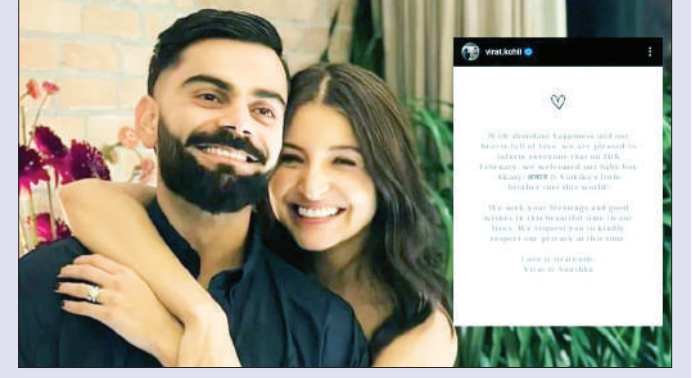 virat.kohli
With abundant happiness and our
hearts full of love, we are pleased to
inform everyone that on 15th
February, we welcomed our baby boy
Akaay/ अकाय & Vamika's little
brother into this world!
We seek your blessings and good
wishes in this beautiful time in our
lives. We request you to kindly
respect our privacy at this time.
Love & Gratitude.
Virat & Anushka